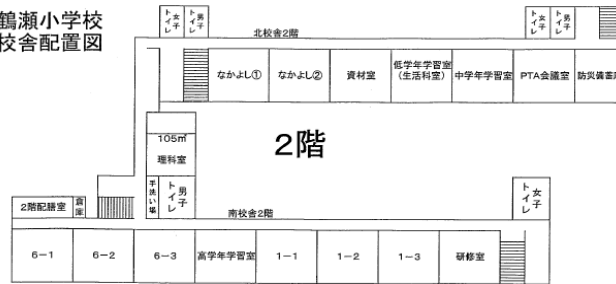 鶴瀬小学校
校舎配置図
女子
トイレ
男子
トイレ
女子
トイレ
男子
トイレ
北校舎2階
なかよし①
なかよし②
資材室
低学年学習室
(生活科室)
中学年学習室
PTA会議室
防災備蓄
105㎡
理科室
2階
手洗い場
男子
トイレ
女子
トイレ
2階配膳室
倉庫
南校舎2階
6－1
6－2
6－3
高学年学習室
1－1
1－2
1－3
研修室